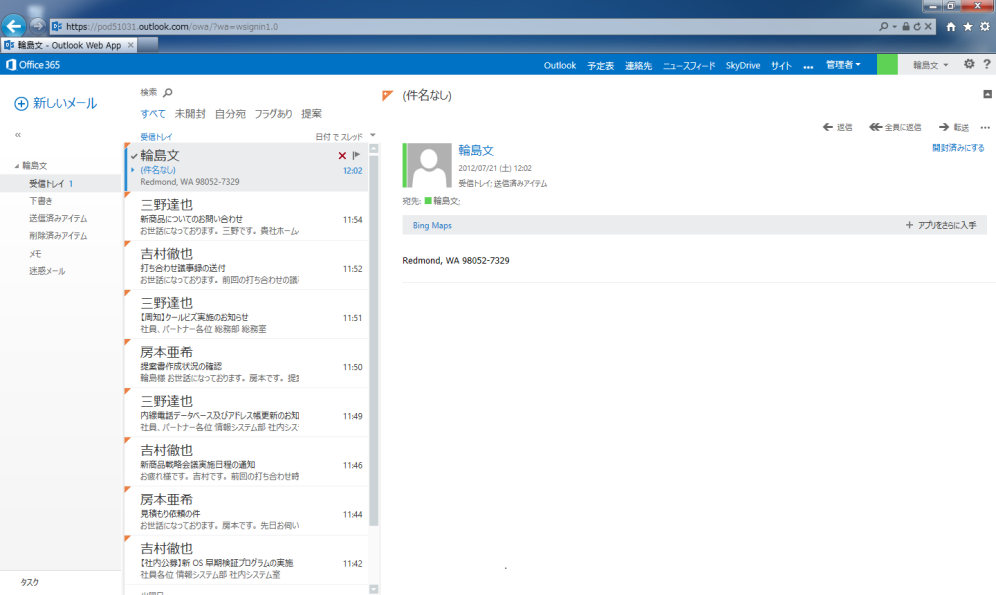 https://pod51031.outlook.com/owa/?wa=wsignin1.0
輪島文 - Outlook Web App
Office 365
Outlook 予定表 連絡先 ニュースフィード SkyDrive サイト ... 管理者 輪島文 ?
新しいメール
検索
すべて 未開封 自分宛 フラグあり 提案
受信トレイ 日付 で スレッド
輪島文
受信トレイ 1
下書き
送信済みアイテム
削除済みアイテム
メモ
迷惑メール
タスク
輪島文
(件名なし) 12:02
Redmond, WA 98052-7329
三野達也
新商品についてのお問い合わせ 11:54
お世話になっております。三野です。貴社ホーム
吉村徹也
打ち合わせ議事録の送付 11:52
お世話になっております。前回の打ち合わせの議
三野達也
【周知】クールビズ実施のお知らせ 11:51
社員、パートナー各位 総務部 総務室
房本亜希
提案書作成状況の確認 11:50
輪島様 お世話になっております。房本です。提
三野達也
内線電話データベース及びアドレス帳更新のお知 11:49
社員、パートナー各位 情報システム部 社内シス
吉村徹也
新商品戦略会議実施日程の通知 11:46
お疲れ様です。吉村です。前回の打ち合わせ時
房本亜希
見積もり依頼の件 11:44
お世話になっております。房本です。先日お伺い
吉村徹也
【社内公募】新 OS 早期検証プログラムの実施 11:42
社員各位 情報システム部 社内システム室
(件名なし)
返信 全員に返信 転送 ...
開封済みにする
輪島文
2012/07/21 (土) 12:02
受信トレイ; 送信済みアイテム
宛先: 輪島文;
Bing Maps + アプリをさらに入手
Redmond, WA 98052-7329